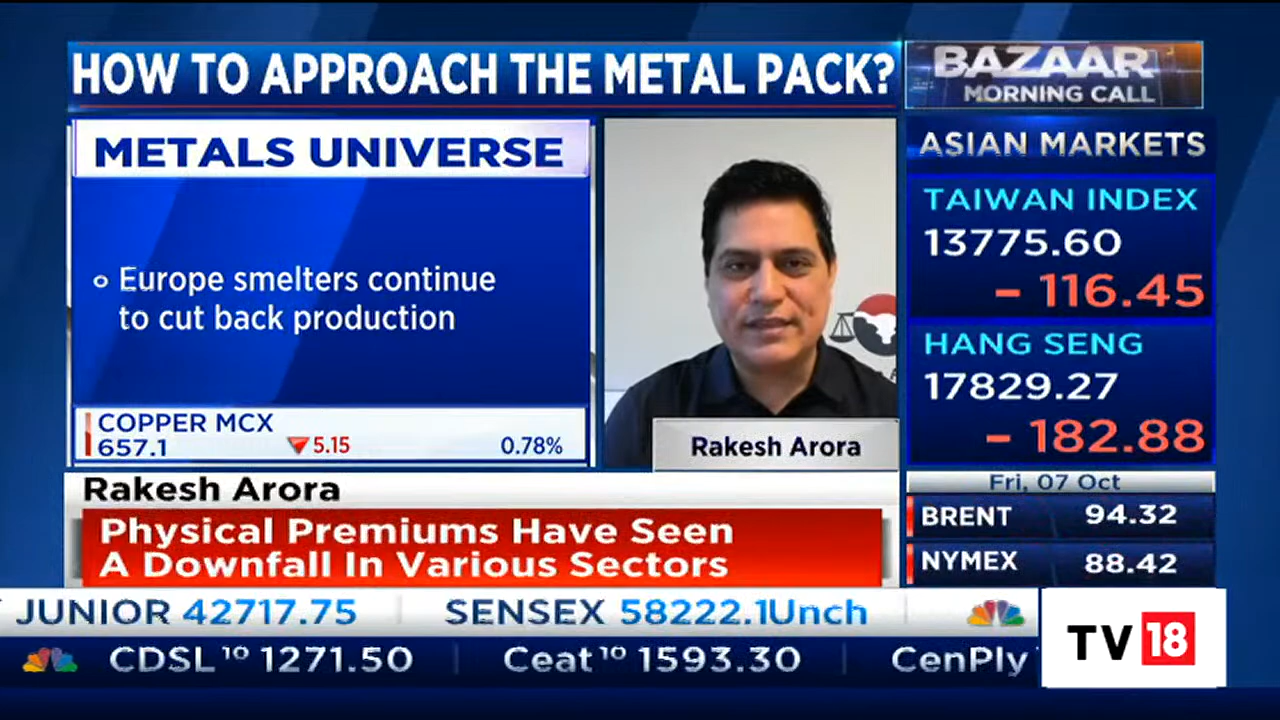 HOW TO APPROACH THE METAL PACK?
BAZAAR
MORNING CALL
METALS UNIVERSE
Europe smelters continue
to cut back production
COPPER MCX
657.1 5.15 0.78%
Rakesh Arora
ASIAN MARKETS
TAIWAN INDEX
13775.60
- 116.45
HANG SENG
17829.27
- 182.88
Fri, 07 Oct
BRENT 94.32
NYMEX 88.42
Rakesh Arora
Physical Premiums Have Seen
A Downfall In Various Sectors
JUNIOR 42717.75 SENSEX 58222.1Unch
CDSL 10 1271.50 Ceat 10 1593.30 CenPly
TV18